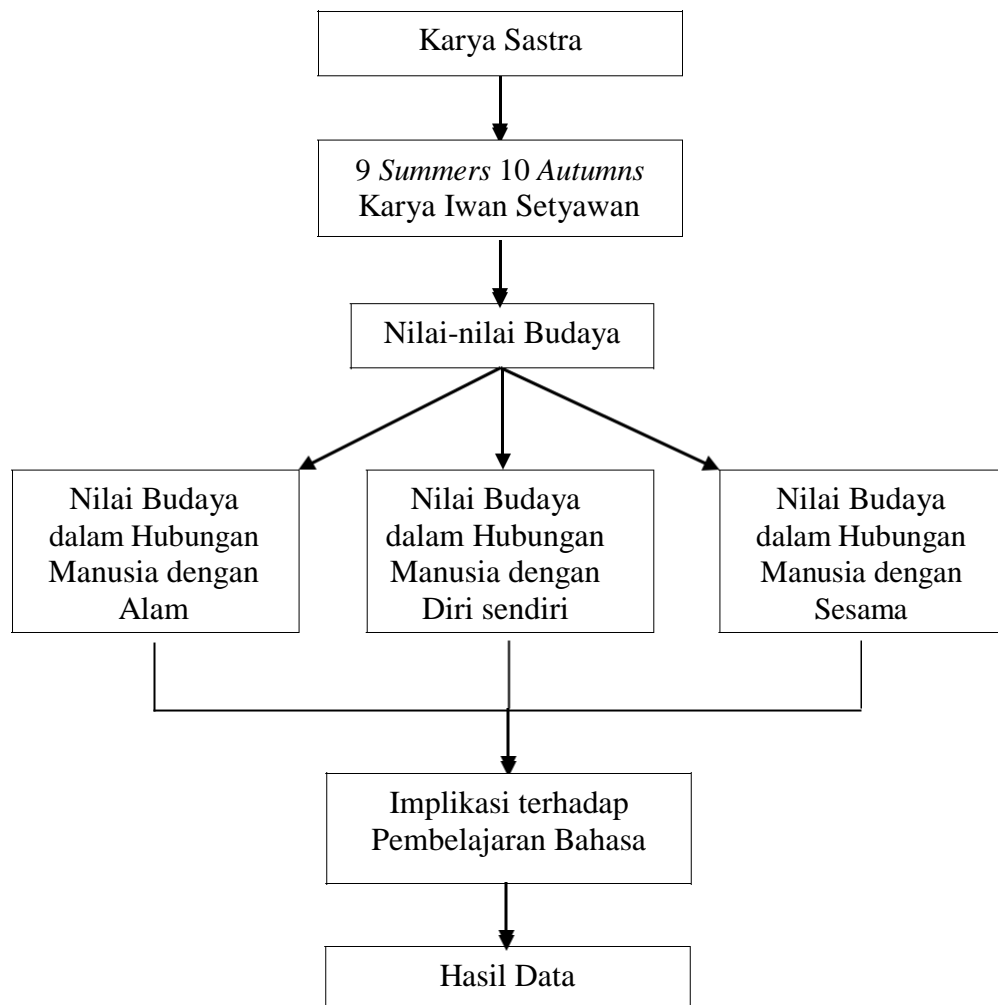 Karya Sastra
9 Summers 10 Autumns
Karya Iwan Setyawan
Nilai-nilai Budaya
Nilai Budaya
dalam Hubungan
Manusia dengan
Alam
Nilai Budaya
dalam Hubungan
Manusia dengan
Diri sendiri
Nilai Budaya
dalam Hubungan
Manusia dengan
Sesama
Implikasi terhadap
Pembelajaran Bahasa
Hasil Data